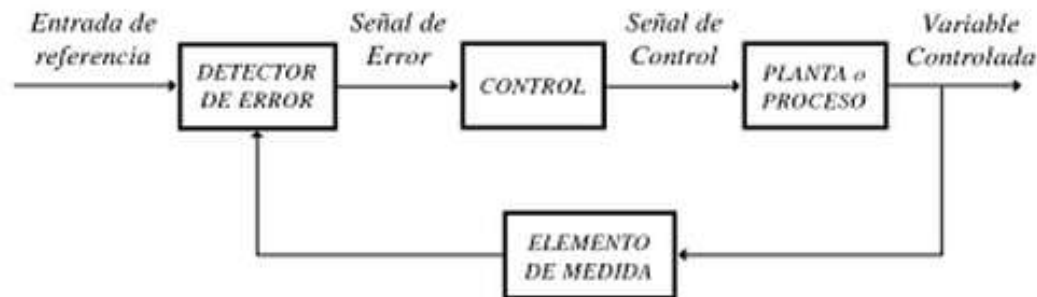 Entrada de
referencia
DETECTOR
DE ERROR
Señal de
Error
CONTROL
Señal de
Control
PLANTA o
PROCESO
Variable
Controlada
ELEMENTO
DE MEDIDA